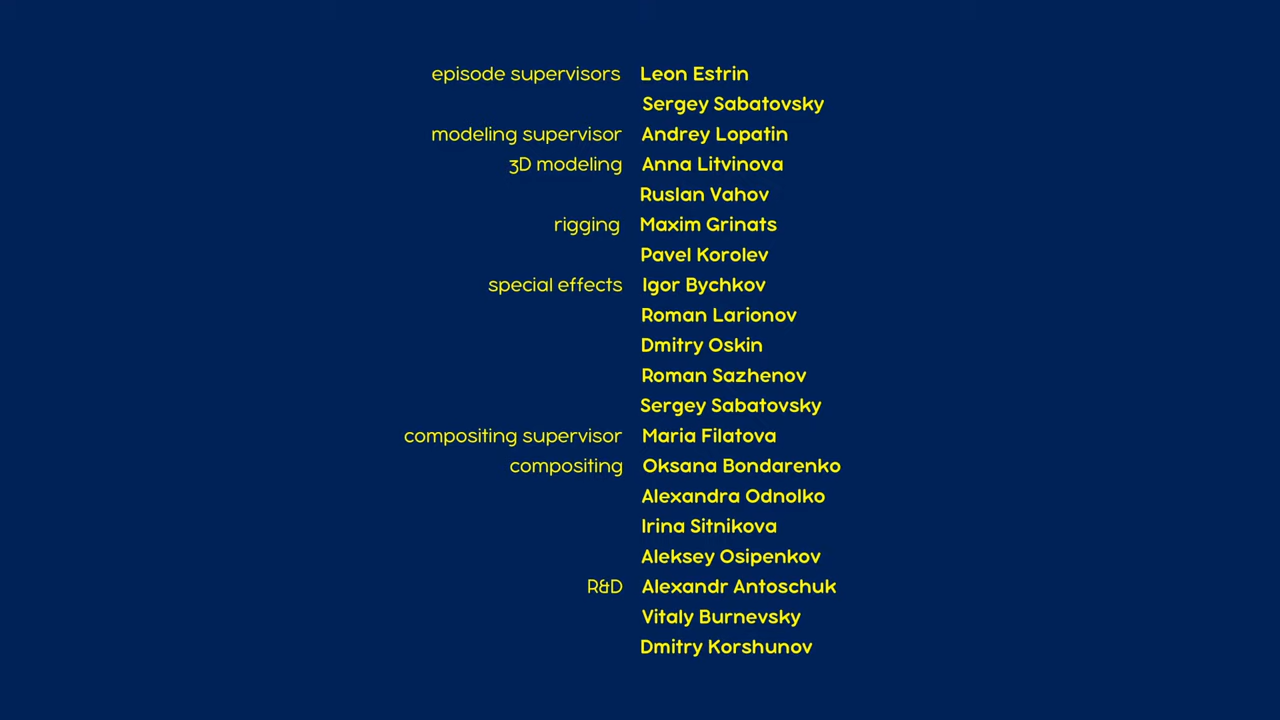 episode supervisors Leon Estrin
Sergey Sabatovsky
modeling supervisor Andrey Lopatin
3D modeling Anna Litvinova
Ruslan Vahov
rigging Maxim Grinats
Pavel Korolev
special effects Igor Bychkov
Roman Larionov
Dmitry Oskin
Roman Sazhenov
Sergey Sabatovsky
compositing supervisor Maria Filatova
compositing Oksana Bondarenko
Alexandra Odnolko
Irina Sitnikova
Aleksey Osipenkov
R&D Alexandr Antoschuk
Vitaly Burnevsky
Dmitry Korshunov